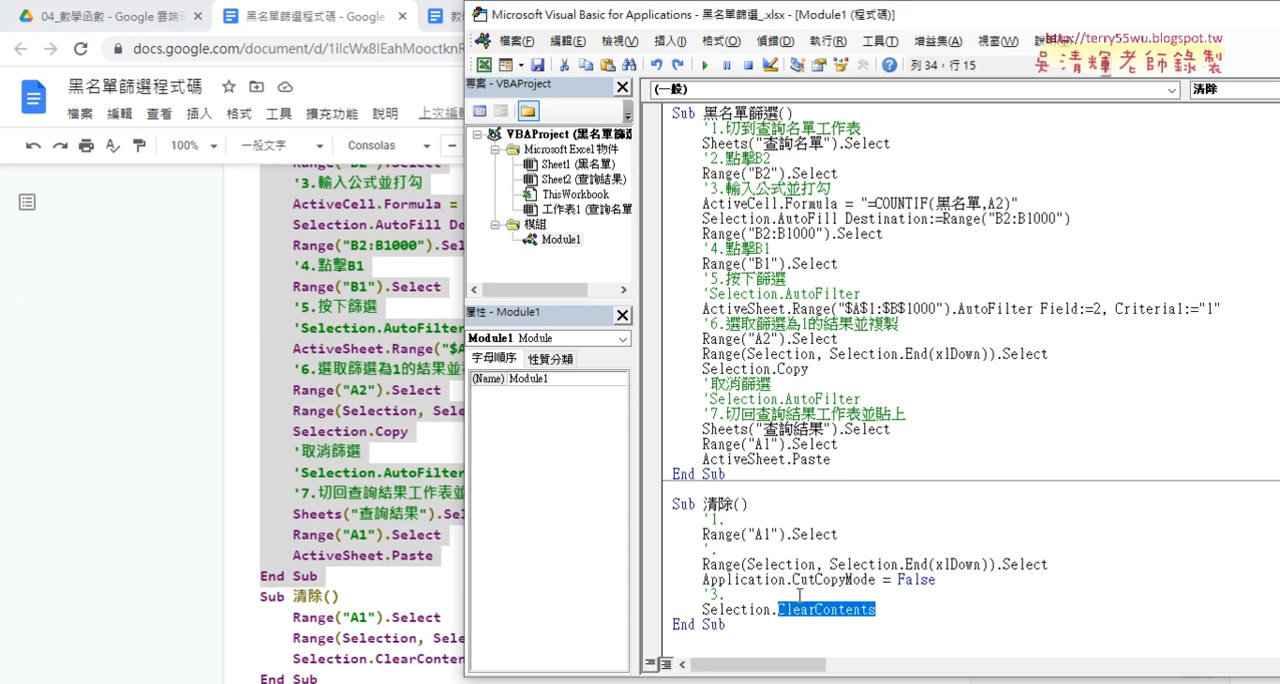 04_數學函數 - Google 雲端
黑名單篩選程式碼 - Google
docs.google.com/document/d/1iIcWx8lEahMooctknR
黑名單篩選程式碼
檔案 編輯 查看 插入 格式 工具 擴充功能 說明 上次編
100% 一般文字 Consolas
'3.輸入公式並打勾
ActiveCell.Formula =
Selection.AutoFill De
Range("B2:B1000").Sel
'4.點擊B1
Range("B1").Select
'5.按下篩選
'Selection.AutoFilter
ActiveSheet.Range("$A
'6.選取篩選為1的結果並複
Range("A2").Select
Range(Selection, Sele
Selection.Copy
'取消篩選
'Selection.AutoFilter
'7.切回查詢結果工作表並
Sheets("查詢結果").Sel
Range("A1").Select
ActiveSheet.Paste
End Sub
Sub 清除()
Range("A1").Select
Range(Selection, Sele
Selection.ClearConten
End Sub
Microsoft Visual Basic for Applications - 黑名單篩選_.xlsx - [Module1 (程式碼)]
檔案(F) 編輯(E) 檢視(V) 插入(I) 格式(O) 偵錯(D) 執行(R) 工具(T) 增益集(A) 視窗(W)
http://terry55wu.blogspot.tw
吳清輝老師錄製
列 34，行 15
專案 - VBAProject
VBAProject (黑名單篩選
Microsoft Excel 物件
Sheet1 (黑名單)
Sheet2 (查詢結果)
ThisWorkbook
工作表1 (查詢名單
模組
Module1
屬性 - Module1
Module1 Module
字母順序 性質分類
(Name) Module1
(一般) 清除
Sub 黑名單篩選()
'1.切到查詢名單工作表
Sheets("查詢名單").Select
'2.點擊B2
Range("B2").Select
'3.輸入公式並打勾
ActiveCell.Formula = "=COUNTIF(黑名單,A2)"
Selection.AutoFill Destination:=Range("B2:B1000")
Range("B2:B1000").Select
'4.點擊B1
Range("B1").Select
'5.按下篩選
'Selection.AutoFilter
ActiveSheet.Range("$A$1:$B$1000").AutoFilter Field:=2, Criteria1:="1"
'6.選取篩選為1的結果並複製
Range("A2").Select
Range(Selection, Selection.End(xlDown)).Select
Selection.Copy
'取消篩選
'Selection.AutoFilter
'7.切回查詢結果工作表並貼上
Sheets("查詢結果").Select
Range("A1").Select
ActiveSheet.Paste
End Sub
Sub 清除()
'1.
Range("A1").Select
'.
Range(Selection, Selection.End(xlDown)).Select
Application.CutCopyMode = False
'3.
Selection.ClearContents
End Sub